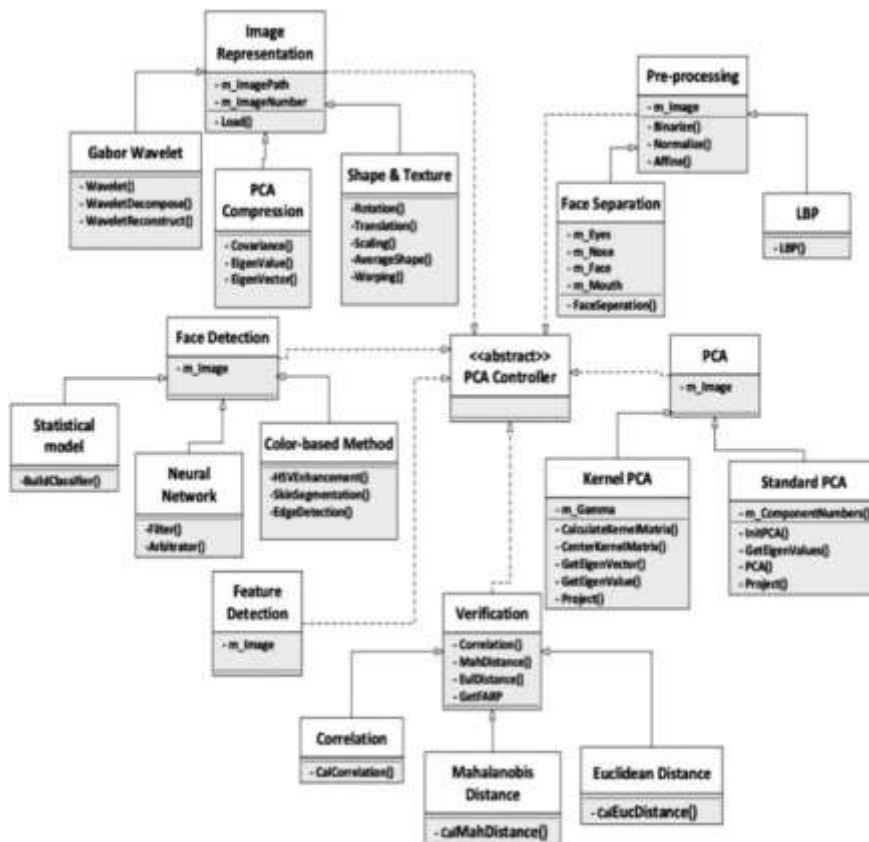 Image
Representation
- m_ImagePath
- m_ImageNumber
- Load()
Pre-processing
- m_Image
- Binarize()
- Normalize()
- Affine()
Gabor Wavelet
- Wavelet()
- WaveletDecompose()
- WaveletReconstruct()
PCA
Compression
- Covariance()
- EigenValue()
- EigenVector()
Shape & Texture
-Rotation()
-Translation()
-Scaling()
-AverageShape()
-Warping()
Face Separation
- m_Eyes
- m_Nose
- m_Face
- m_Mouth
- FaceSeperation()
LBP
- LBP()
Face Detection
- m_Image
<<abstract>>
PCA Controller
PCA
- m_Image
Statistical
model
-BuildClassifier()
Neural
Network
-Filter()
-Arbitrator()
Color-based Method
-HSVEnhancement()
-SkinSegmentation()
-EdgeDetection()
Kernel PCA
- m_Gamma
- CalculateKernelMatrix()
- CenterKernelMatrix()
- GetEigenVector()
- GetEigenValue()
- Project()
Standard PCA
- m_ComponentNumbers()
- InitPCA()
- GetEigenValues()
- PCA()
- Project()
Feature
Detection
- m_Image
Verification
- Correlation()
- MahDistance()
- EulDistance()
- GetFARP
Correlation
- CalCorrelation()
Mahalanobis
Distance
- CalMahDistance()
Euclidean Distance
- CalEucDistance()